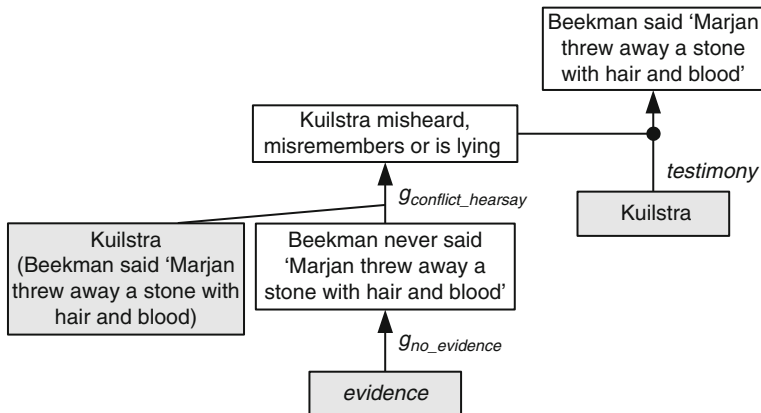 Beekman said ‘Marjan
threw away a stone
with hair and blood’
Kuilstra misheard,
misremembers or is lying
testimony
g_conflict_hearsay
Kuilstra
Kuilstra
(Beekman said ‘Marjan
threw away a stone with
hair and blood)
Beekman never said
‘Marjan threw away a
stone with hair and blood’
g_no_evidence
evidence